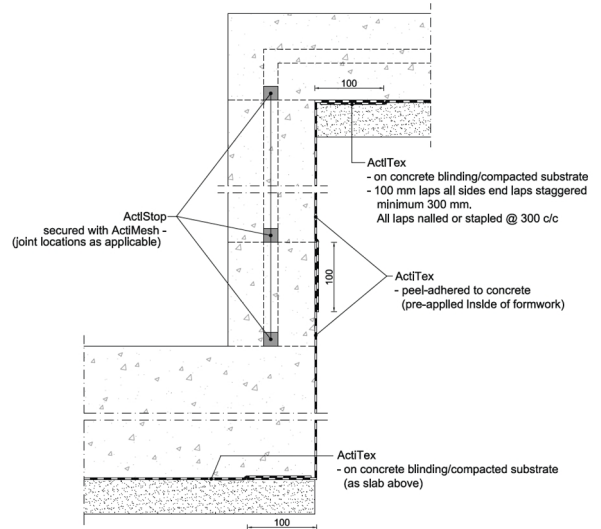 100
ActiTex
- on concrete blinding/compacted substrate
- 100 mm laps all sides end laps staggered
minimum 300 mm.
All laps nailed or stapled @ 300 c/c
ActiStop
secured with ActiMesh -
(joint locations as applicable)
100
ActiTex
- peel-adhered to concrete
(pre-applied inside of formwork)
ActiTex
- on concrete blinding/compacted substrate
(as slab above)
100